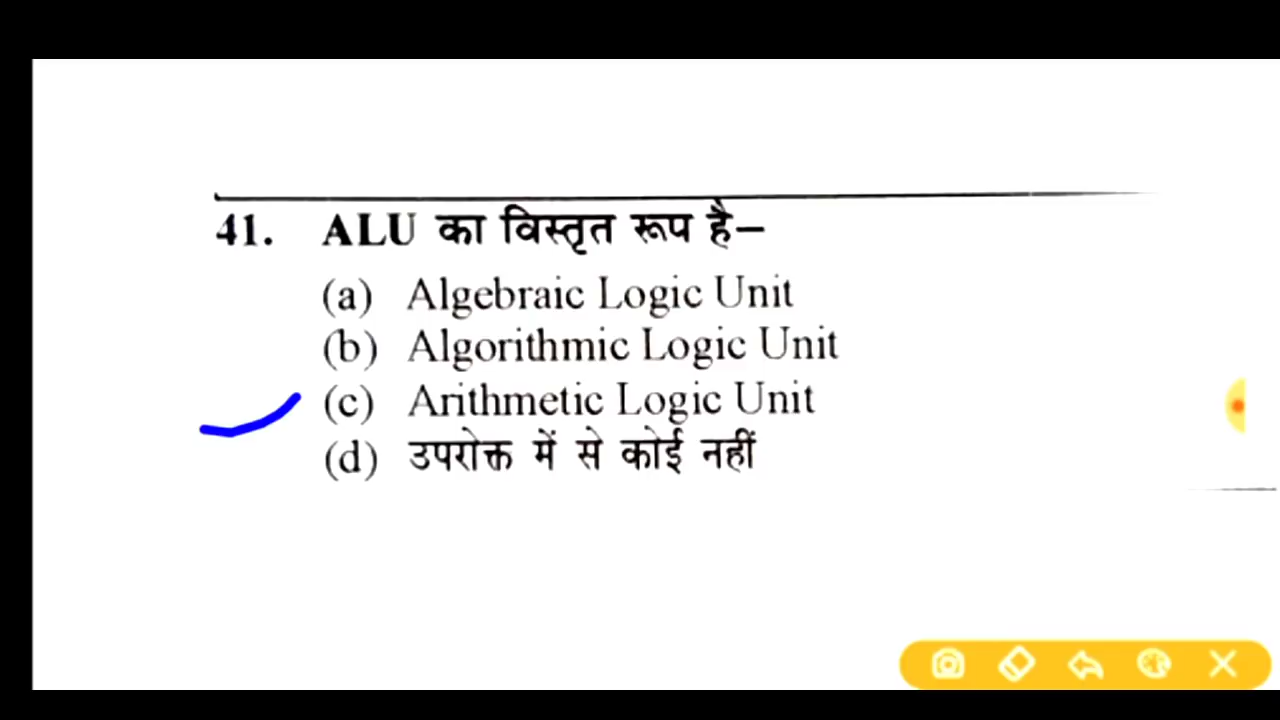 41. ALU का विस्तृत रूप है–
(a) Algebraic Logic Unit
(b) Algorithmic Logic Unit
(c) Arithmetic Logic Unit
(d) उपरोक्त में से कोई नहीं